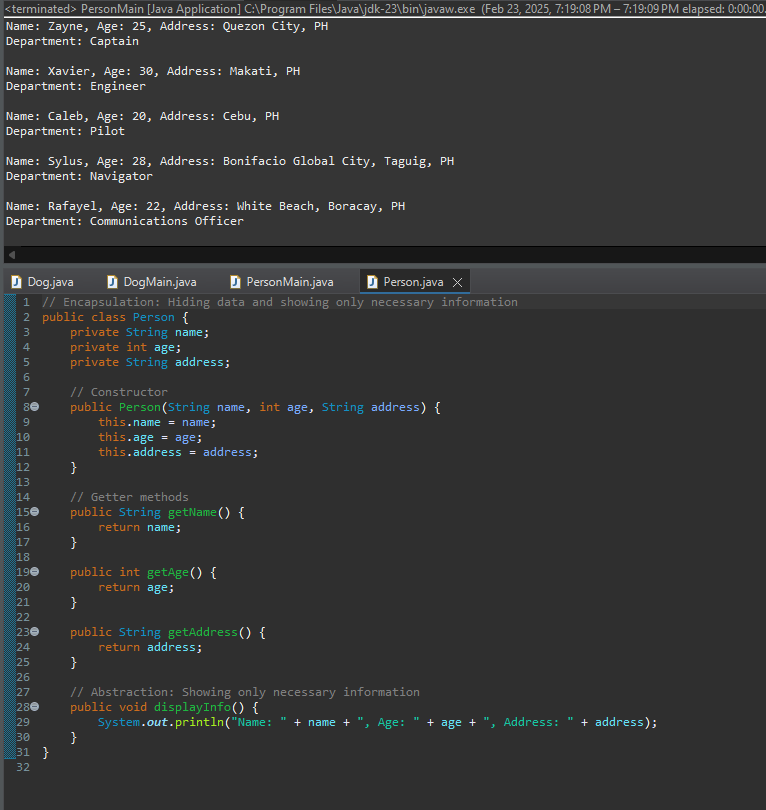 <terminated> PersonMain [Java Application] C:\Program Files\Java\jdk-23\bin\javaw.exe (Feb 23, 2025, 7:19:08 PM – 7:19:09 PM elapsed: 0:00:00.
Name: Zayne, Age: 25, Address: Quezon City, PH
Department: Captain

Name: Xavier, Age: 30, Address: Makati, PH
Department: Engineer

Name: Caleb, Age: 20, Address: Cebu, PH
Department: Pilot

Name: Sylus, Age: 28, Address: Bonifacio Global City, Taguig, PH
Department: Navigator

Name: Rafayel, Age: 22, Address: White Beach, Boracay, PH
Department: Communications Officer

Dog.java DogMain.java PersonMain.java Person.java
1 // Encapsulation: Hiding data and showing only necessary information
2 public class Person {
3     private String name;
4     private int age;
5     private String address;
6
7     // Constructor
8     public Person(String name, int age, String address) {
9         this.name = name;
10         this.age = age;
11         this.address = address;
12     }
13
14     // Getter methods
15     public String getName() {
16         return name;
17     }
18
19     public int getAge() {
20         return age;
21     }
22
23     public String getAddress() {
24         return address;
25     }
26
27     // Abstraction: Showing only necessary information
28     public void displayInfo() {
29         System.out.println("Name: " + name + ", Age: " + age + ", Address: " + address);
30     }
31 }
32